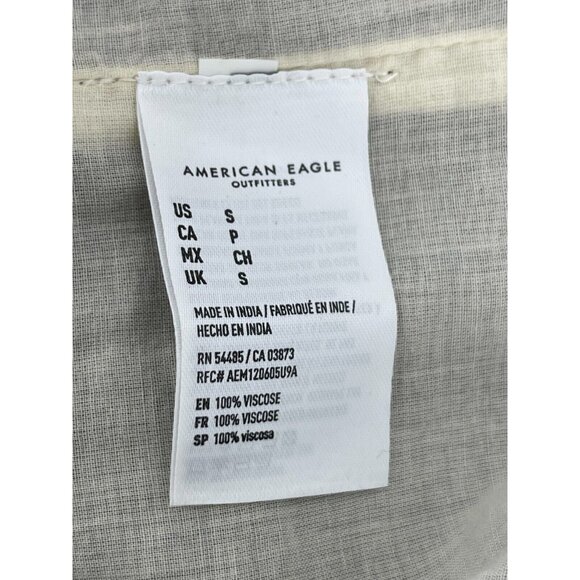 AMERICAN EAGLE
OUTFITTERS
US S
CA P
MX CH
UK S
MADE IN INDIA / FABRIQUÉ EN INDE /
HECHO EN INDIA
RN 54485 / CA 03873
RFC# AEM120605U9A
EN 100% VISCOSE
FR 100% VISCOSE
SP 100% viscosa